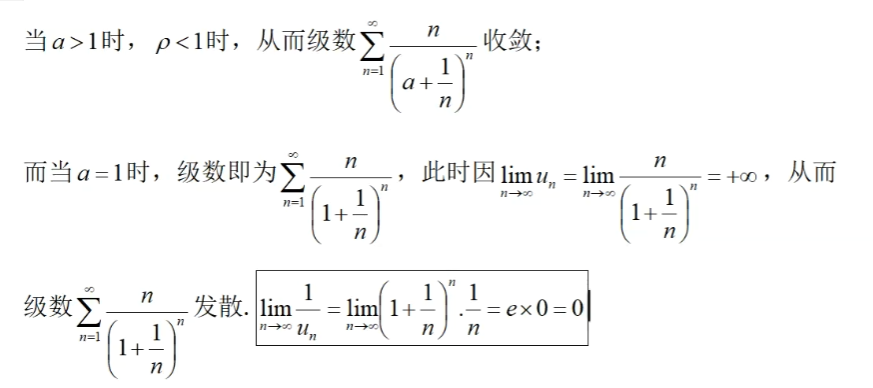 当 a > 1 时， ρ < 1 时，从而级数 \sum_{n=1}^{\infty} \frac{n}{\left(a+\frac{1}{n}\right)^n} 收敛；
而当 a = 1 时，级数即为 \sum_{n=1}^{\infty} \frac{n}{\left(1+\frac{1}{n}\right)^n} ，此时因 \lim_{n\to\infty} u_n = \lim_{n\to\infty} \frac{n}{\left(1+\frac{1}{n}\right)^n} = +\infty ，从而
级数 \sum_{n=1}^{\infty} \frac{n}{\left(1+\frac{1}{n}\right)^n} 发散. \lim_{n\to\infty} \frac{1}{u_n} = \lim_{n\to\infty} \left(1+\frac{1}{n}\right)^n . \frac{1}{n} = e × 0 = 0